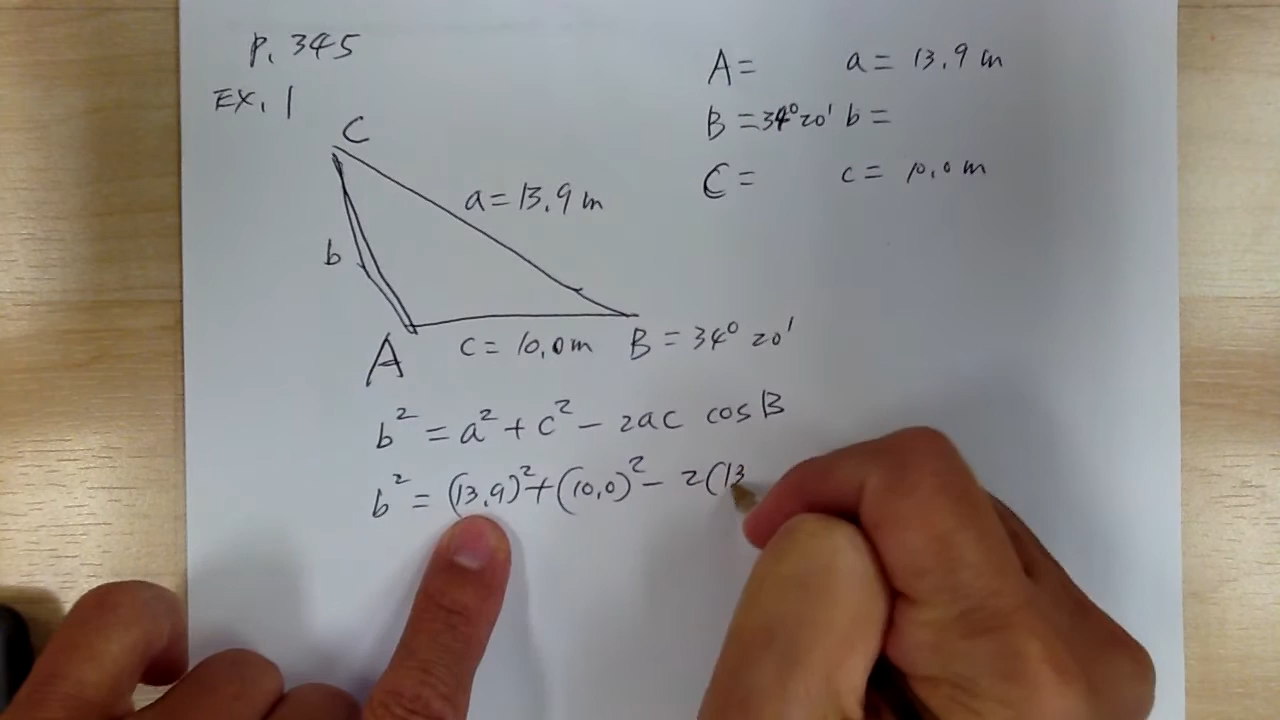 P. 345
EX. 1
A = a = 13.9 m
B = 34° 20' b =
C = c = 10.0 m
C
a = 13.9 m
b
A
c = 10.0 m B = 34° 20'
b² = a² + c² - 2ac cos B
b² = (13.9)² + (10.0)² - 2(13